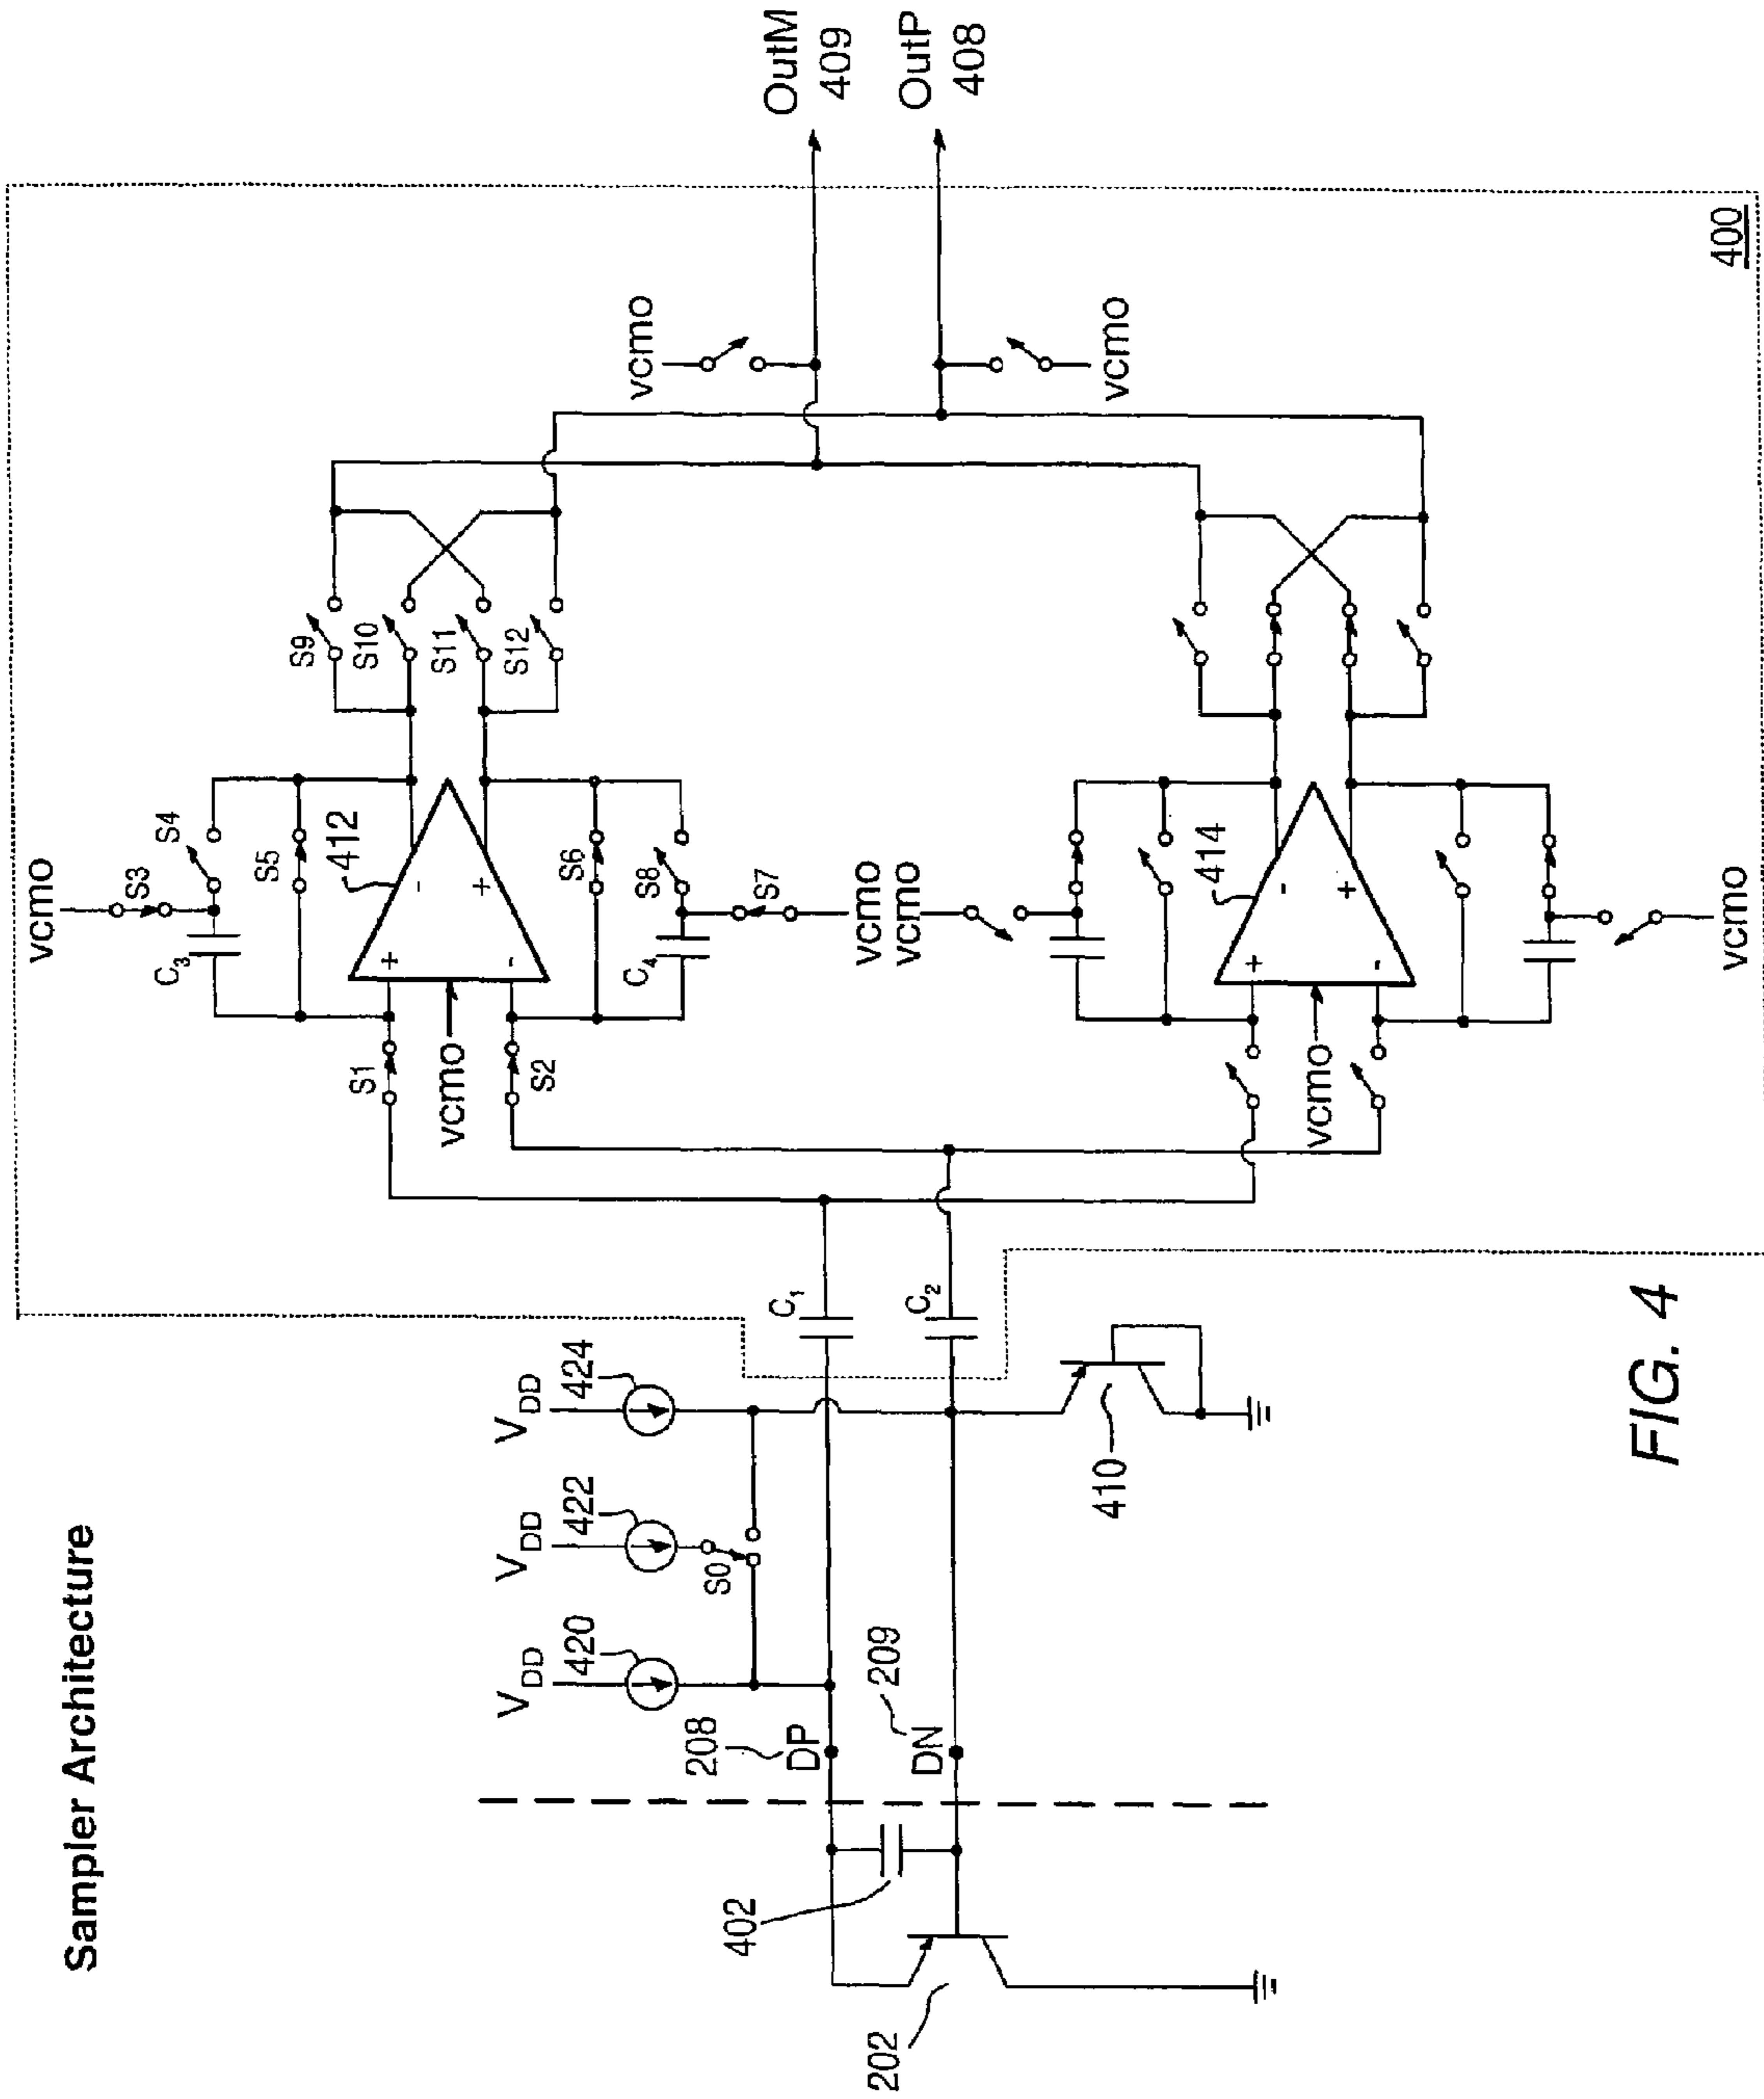 Sampler Architecture
OutM
409
OutP
408
400
vcmo
vcmo
vcmo
S3
S4
C3
S5
412
+
-
-
+
S1
vcmo
S2
S6
S8
C4
S7
vcmo
S9
S10
S11
S12
vcmo
414
+
-
-
+
vcmo
vcmo
C1
C2
VDD
420
VDD
422
VDD
424
S0
208
DP
209
DN
402
202
410
FIG. 4